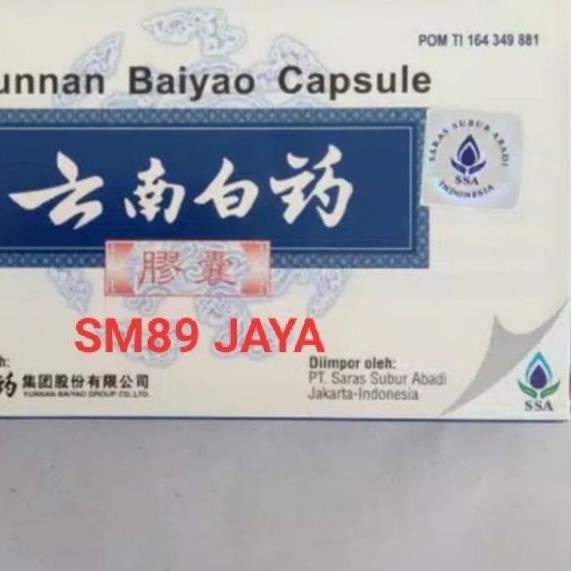 POM TI 164 349 881
unnan Baiyao Capsule
云南白药
SARAS SUBUR ABADI
SSA
INDONESIA
膠囊
SM89 JAYA
h:
药集团股份有限公司
YUNNAN BAIYAO GROUP CO.,LTD.
Diimpor oleh:
PT. Saras Subur Abadi
Jakarta-Indonesia
SSA